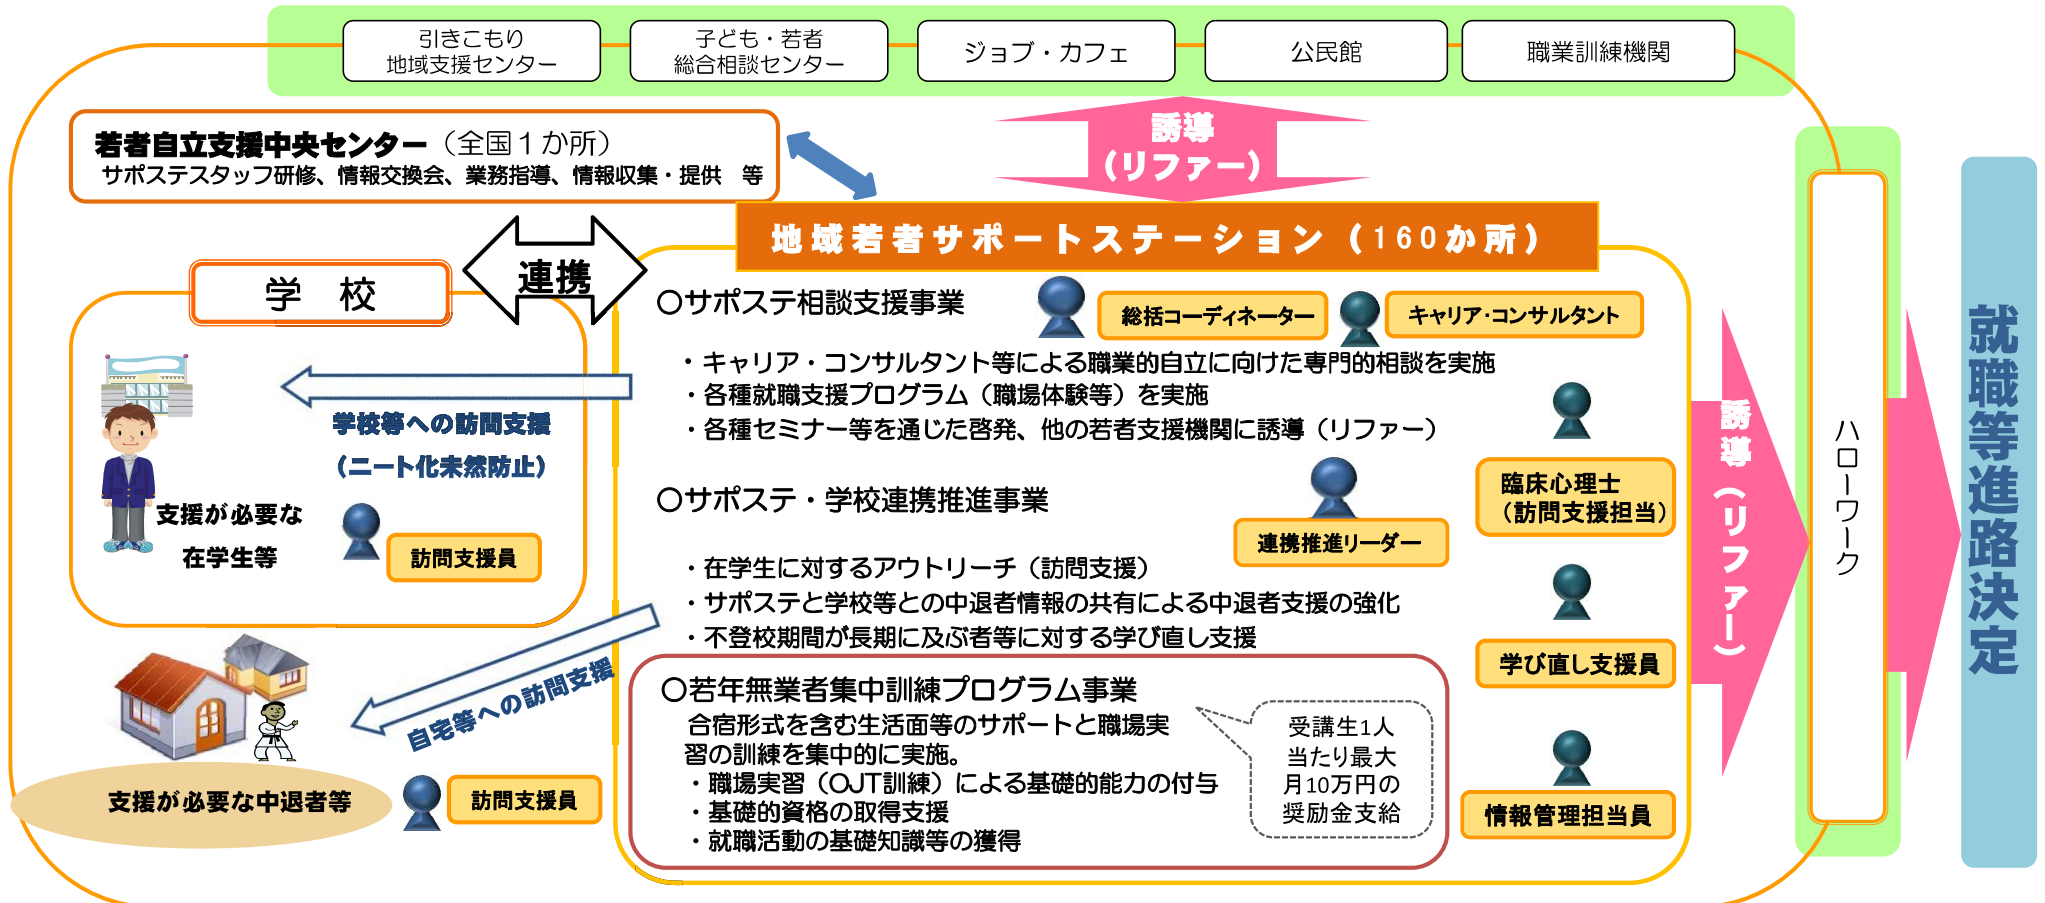 引きこもり
地域支援センター
子ども・若者
総合相談センター
ジョブ・カフェ
公民館
職業訓練機関
若者自立支援中央センター（全国１か所）
サポステスタッフ研修、情報交換会、業務指導、情報収集・提供　等
誘導
（リファー）
地域若者サポートステーション（160か所）
連携
学　校
学校等への訪問支援
（ニート化未然防止）
支援が必要な
在学生等
訪問支援員
自宅等への訪問支援
支援が必要な中退者等
訪問支援員
〇サポステ相談支援事業
総括コーディネーター
キャリア・コンサルタント
・キャリア・コンサルタント等による職業的自立に向けた専門的相談を実施
・各種就職支援プログラム（職場体験等）を実施
・各種セミナー等を通じた啓発、他の若者支援機関に誘導（リファー）
〇サポステ・学校連携推進事業
連携推進リーダー
臨床心理士
（訪問支援担当）
・在学生に対するアウトリーチ（訪問支援）
・サポステと学校等との中退者情報の共有による中退者支援の強化
・不登校期間が長期に及ぶ者等に対する学び直し支援
学び直し支援員
〇若年無業者集中訓練プログラム事業
合宿形式を含む生活面等のサポートと職場実
習の訓練を集中的に実施。
・職場実習（OJT訓練）による基礎的能力の付与
・基礎的資格の取得支援
・就職活動の基礎知識等の獲得
受講生1人
当たり最大
月10万円の
奨励金支給
情報管理担当員
誘導（リファー）
ハローワーク
就職等進路決定